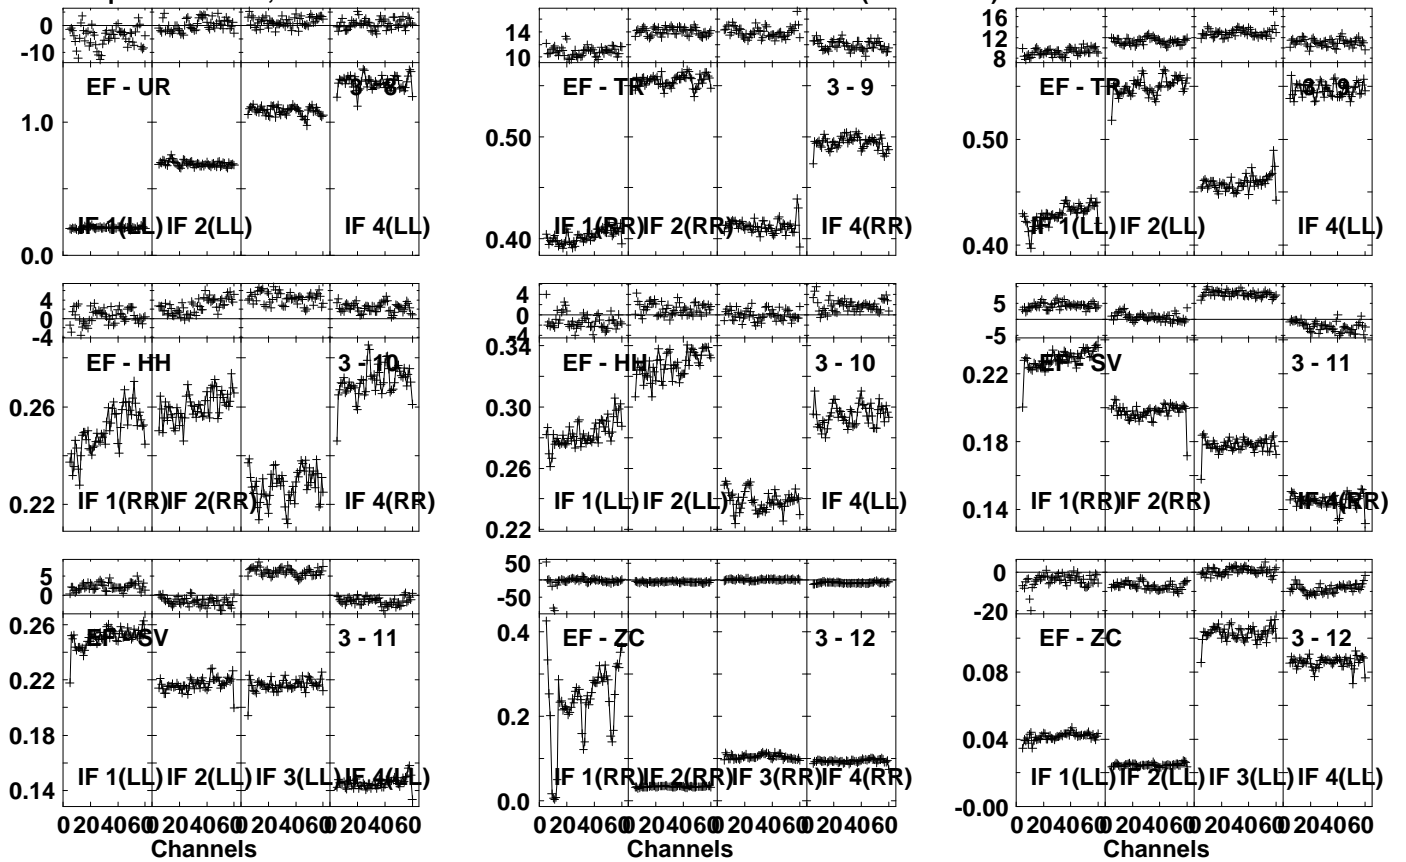 0
-10
EF - UR 3 - 8
1.0
IF 1(LL) IF 2(LL) IF 4(LL)
0.0
14
10
EF - TR 3 - 9
0.50
IF 1(RR) IF 2(RR) IF 4(RR)
0.40
16
12
8
EF - TR 3 - 9
0.50
IF 1(LL) IF 2(LL) IF 4(LL)
0.40
4
0
-4
EF - HH 3 - 10
0.26
IF 1(RR) IF 2(RR) IF 4(RR)
0.22
4
0
-4
0.34
EF - HH 3 - 10
0.30
0.26
IF 1(LL) IF 2(LL) IF 4(LL)
0.22
5
-5
EF - SV 3 - 11
0.22
0.18
IF 1(RR) IF 2(RR) IF 4(RR)
0.14
5
0
0.26
EF - SV 3 - 11
0.22
0.18
IF 1(LL) IF 2(LL) IF 3(LL) IF 4(LL)
0.14
0 204060 0 204060 0 204060 0 204060
Channels
50
-50
0.4
EF - ZC 3 - 12
0.2
IF 1(RR) IF 2(RR) IF 3(RR) IF 4(RR)
0.0
0 204060 0 204060 0 204060 0 204060
Channels
0
-20
EF - ZC 3 - 12
0.08
0.04
IF 1(LL) IF 2(LL) IF 3(LL) IF 4(LL)
-0.00
0 204060 0 204060 0 204060 0 204060
Channels